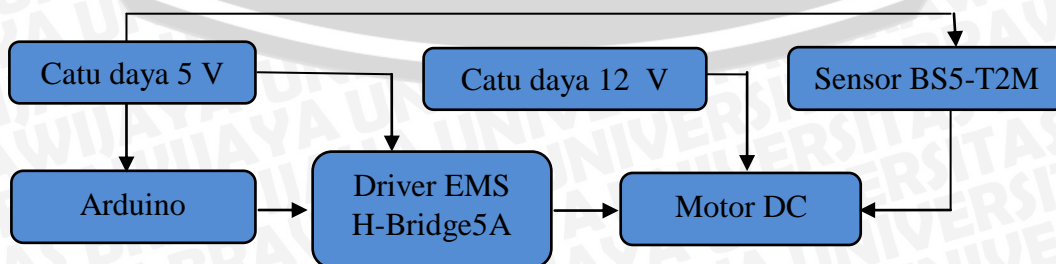 Catu daya 5 V
Catu daya 12 V
Sensor BS5-T2M
Arduino
Driver EMS
H-Bridge5A
Motor DC